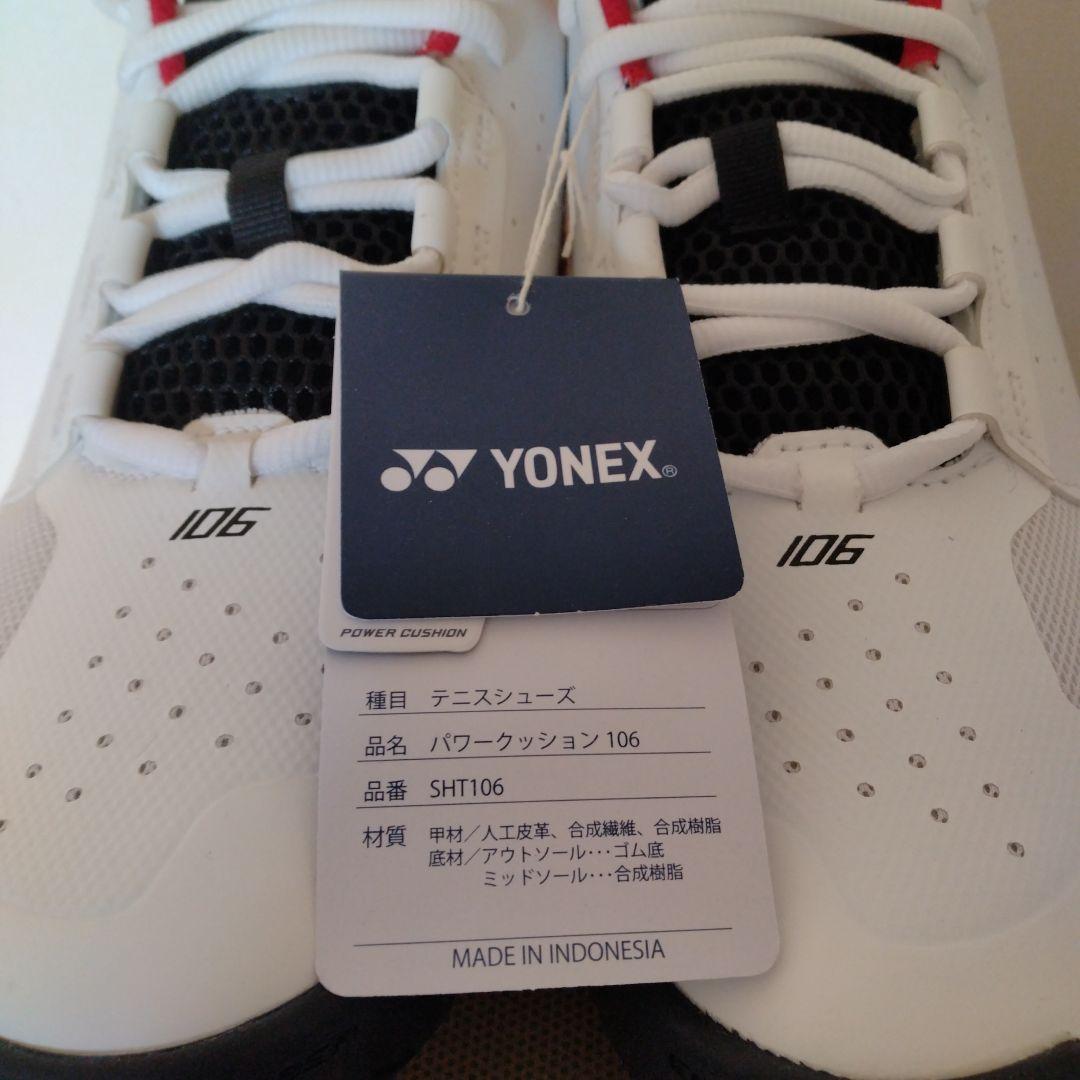 YONEX®
106
106
POWER CUSHION
種目 テニスシューズ
品名 パワークッション 106
品番 SHT106
材質 甲材／人工皮革、合成繊維、合成樹脂
底材／アウトソール･･･ゴム底
ミッドソール･･･合成樹脂
MADE IN INDONESIA